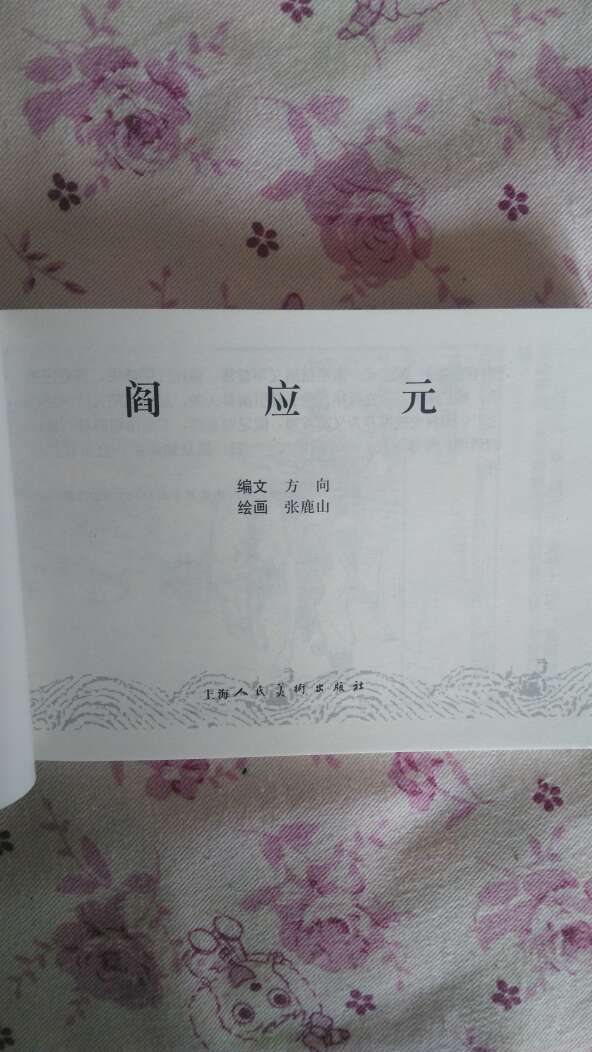 阎应元
编文 方向
绘画 张鹿山
上海人民美术出版社